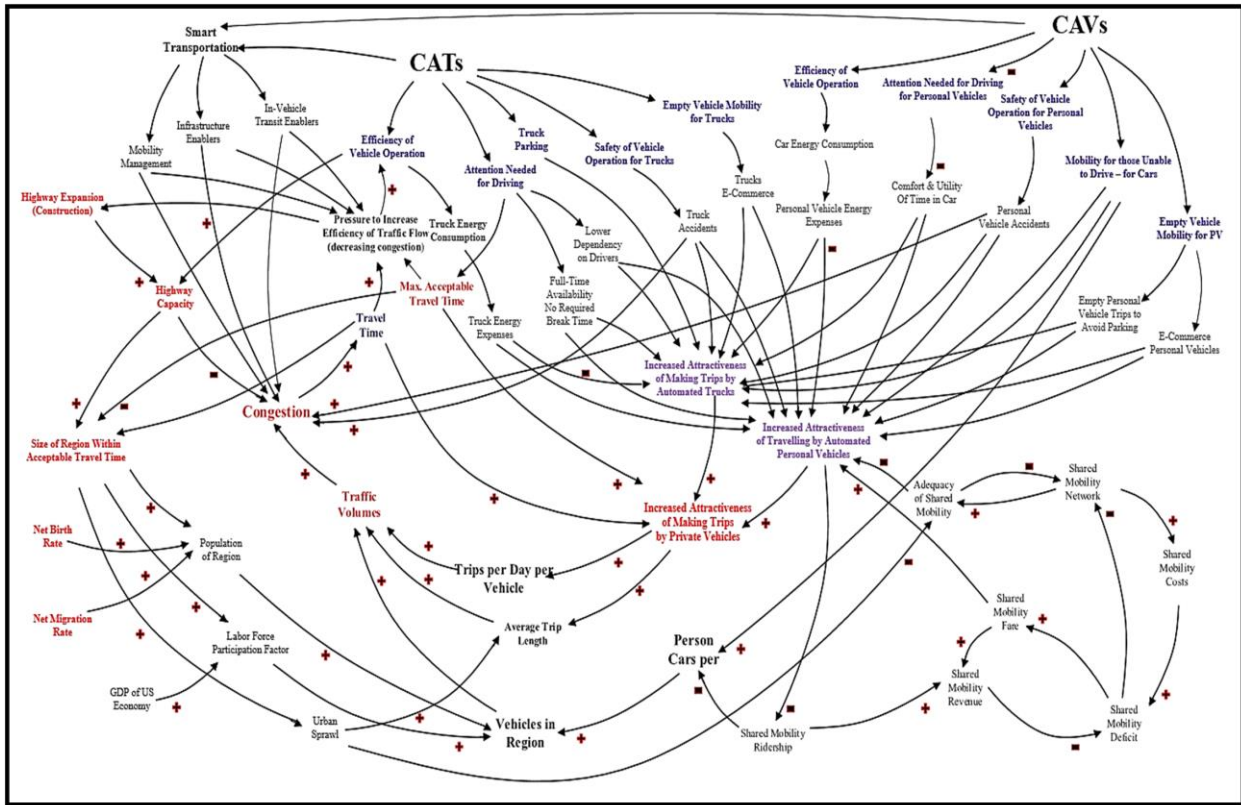 Smart
Transportation
CATs
CAVs
Efficiency of
Vehicle Operation
Attention Needed for Driving
for Personal Vehicles
Safety of Vehicle
Operation for Personal
Vehicles
In-Vehicle
Transit Enablers
Infrastructure
Enablers
Mobility
Management
Efficiency of
Vehicle Operation
Truck
Parking
Empty Vehicle Mobility
for Trucks
Safety of Vehicle
Operation for Trucks
Attention Needed
for Driving
Car Energy Consumption
Mobility for those Unable
to Drive – for Cars
Highway Expansion
(Construction)
Pressure to Increase
Efficiency of Traffic Flow
(decreasing congestion)
Truck Energy
Consumption
Lower
Dependency
on Drivers
Truck
Accidents
Trucks
E-Commerce
Personal Vehicle Energy
Expenses
Comfort & Utility
Of Time in Car
Personal
Vehicle Accidents
Empty Vehicle
Mobility for PV
Highway
Capacity
Max. Acceptable
Travel Time
Full-Time
Availability
No Required
Break Time
Travel
Time
Truck Energy
Expenses
Empty Personal
Vehicle Trips to
Avoid Parking
E-Commerce
Personal Vehicles
Increased Attractiveness
of Making Trips by
Automated Trucks
Congestion
Increased Attractiveness
of Travelling by Automated
Personal Vehicles
Size of Region Within
Acceptable Travel Time
Traffic
Volumes
Increased Attractiveness
of Making Trips
by Private Vehicles
Adequacy
of Shared
Mobility
Shared
Mobility
Network
Net Birth
Rate
Population
of Region
Trips per Day per
Vehicle
Shared
Mobility
Costs
Net Migration
Rate
Labor Force
Participation Factor
Average Trip
Length
Person
Cars per
Shared
Mobility
Fare
GDP of US
Economy
Urban
Sprawl
Vehicles in
Region
Shared Mobility
Ridership
Shared
Mobility
Revenue
Shared
Mobility
Deficit